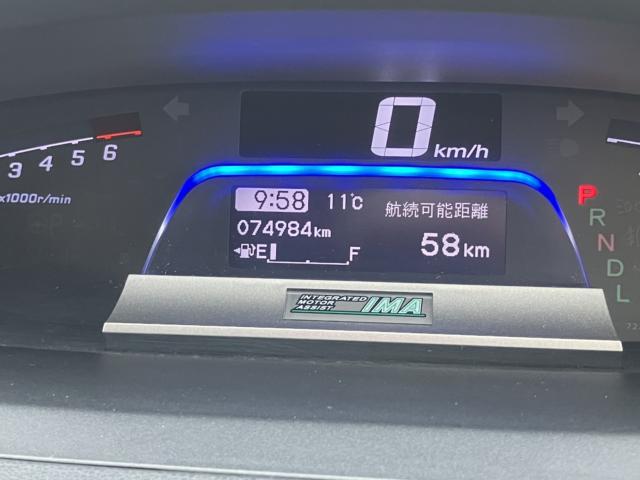 0 km/h
3 4 5 6
x1000r/min
9:58 11℃ 航続可能距離
074984km
58km
E F
P
R
N
D
L
INTEGRATED
MOTOR
ASSIST
IMA